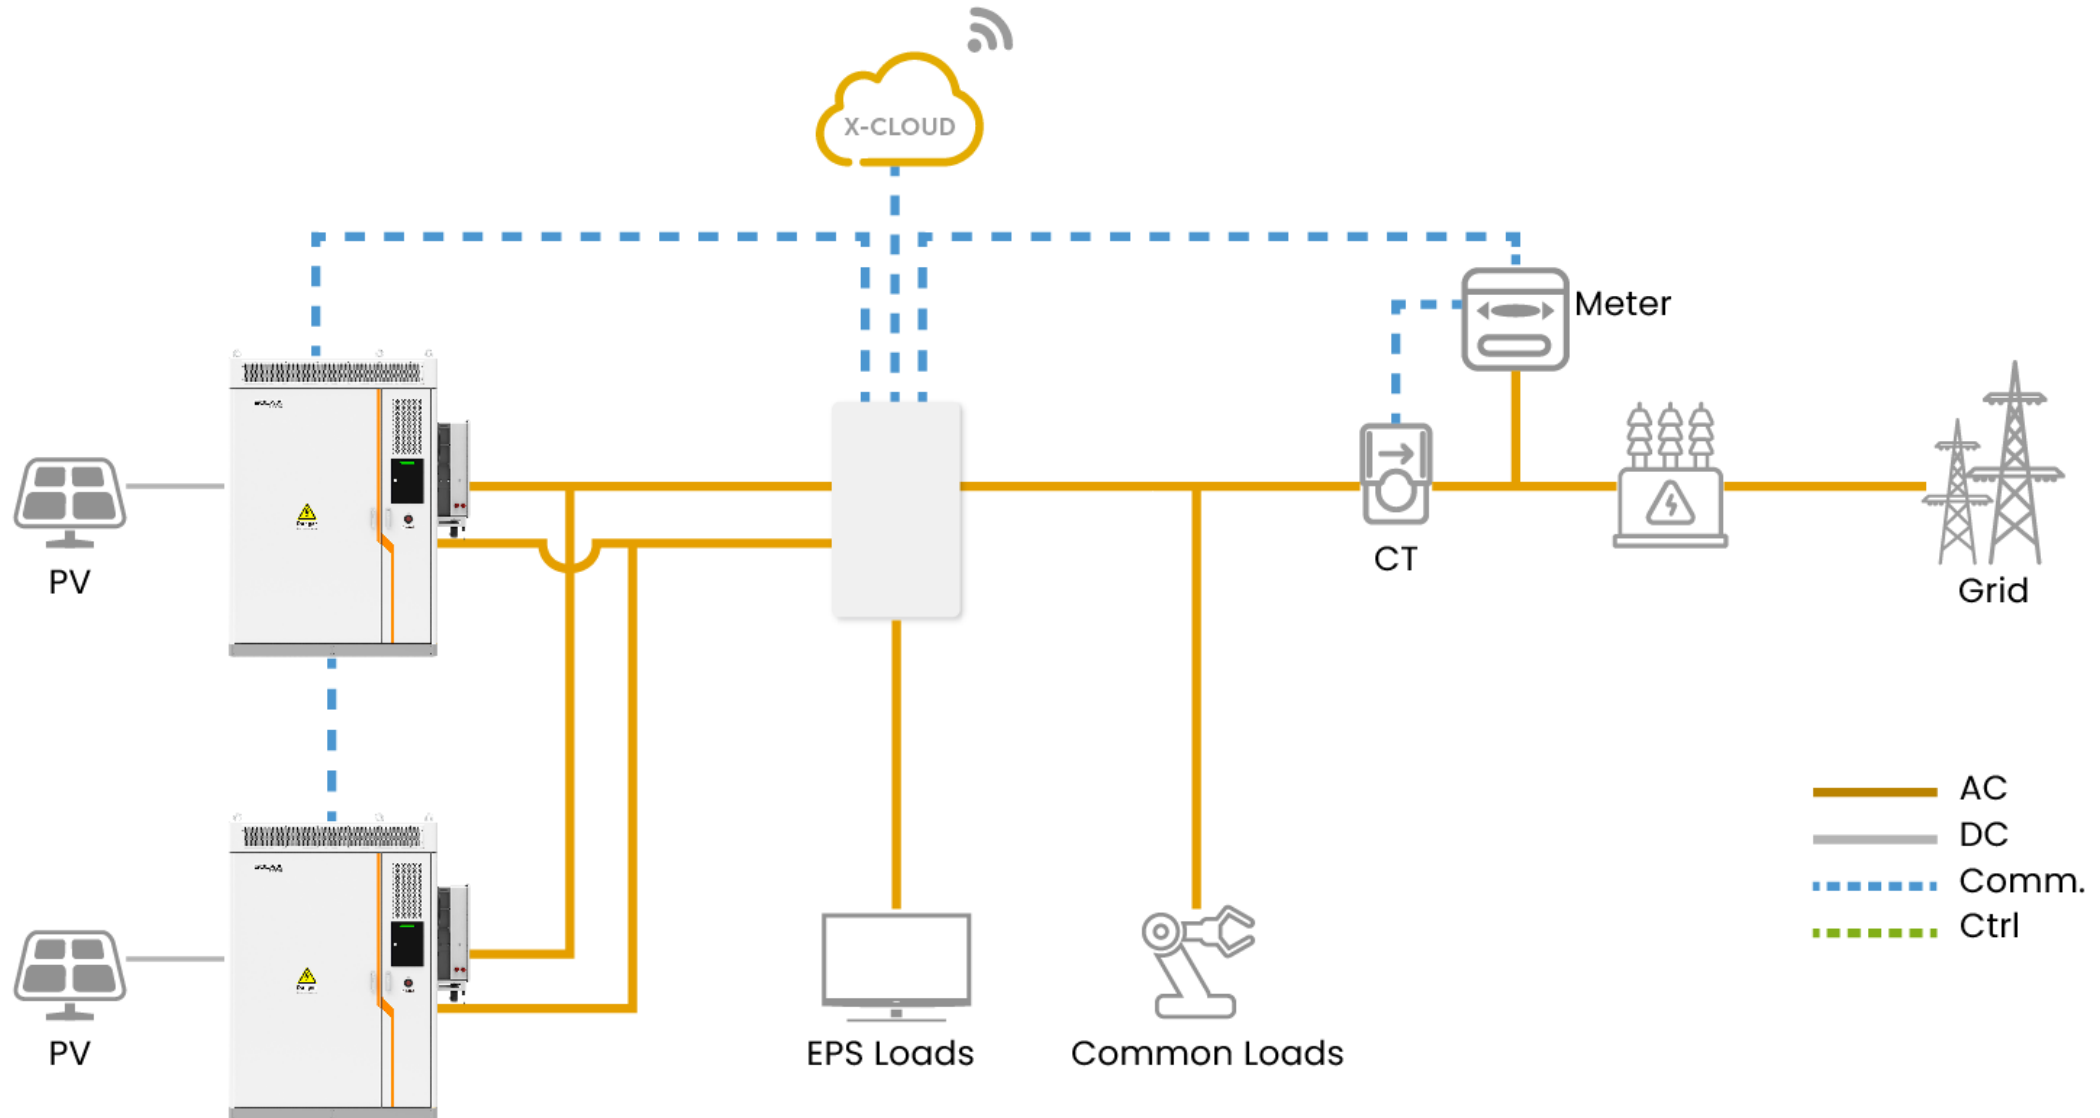 X-CLOUD
Meter
CT
Grid
PV
PV
EPS Loads
Common Loads
AC
DC
Comm.
Ctrl